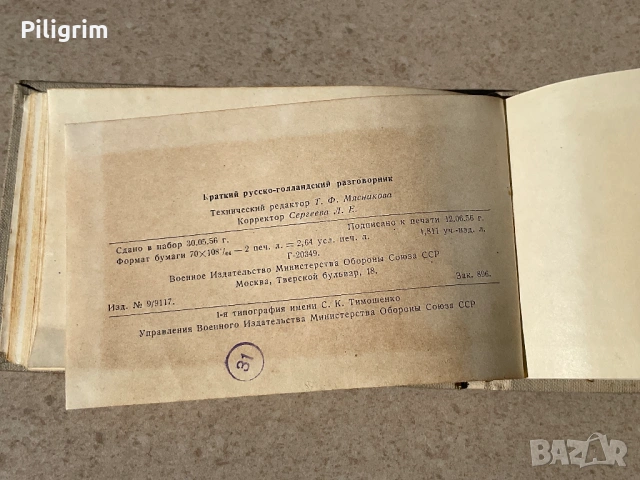 Piligrim
Краткий русско-голландский разговорник
Технический редактор Г. Ф. Мясникова
Корректор Сергеева Л. Е.
Сдано в набор 30.05.56 г. Подписано к печати 12.06.56 г.
Формат бумаги 70×108 1/64 — 2 печ. л. = 2,64 усл. печ. л. 1,811 уч.-изд. л.
Г-20349.
Военное Издательство Министерства Обороны Союза ССР
Москва, Тверской бульвар, 18.
Изд. № 9/9117. Зак. 896.
1-я типография имени С. К. Тимошенко
Управления Военного Издательства Министерства Обороны Союза ССР
31
BAZAR